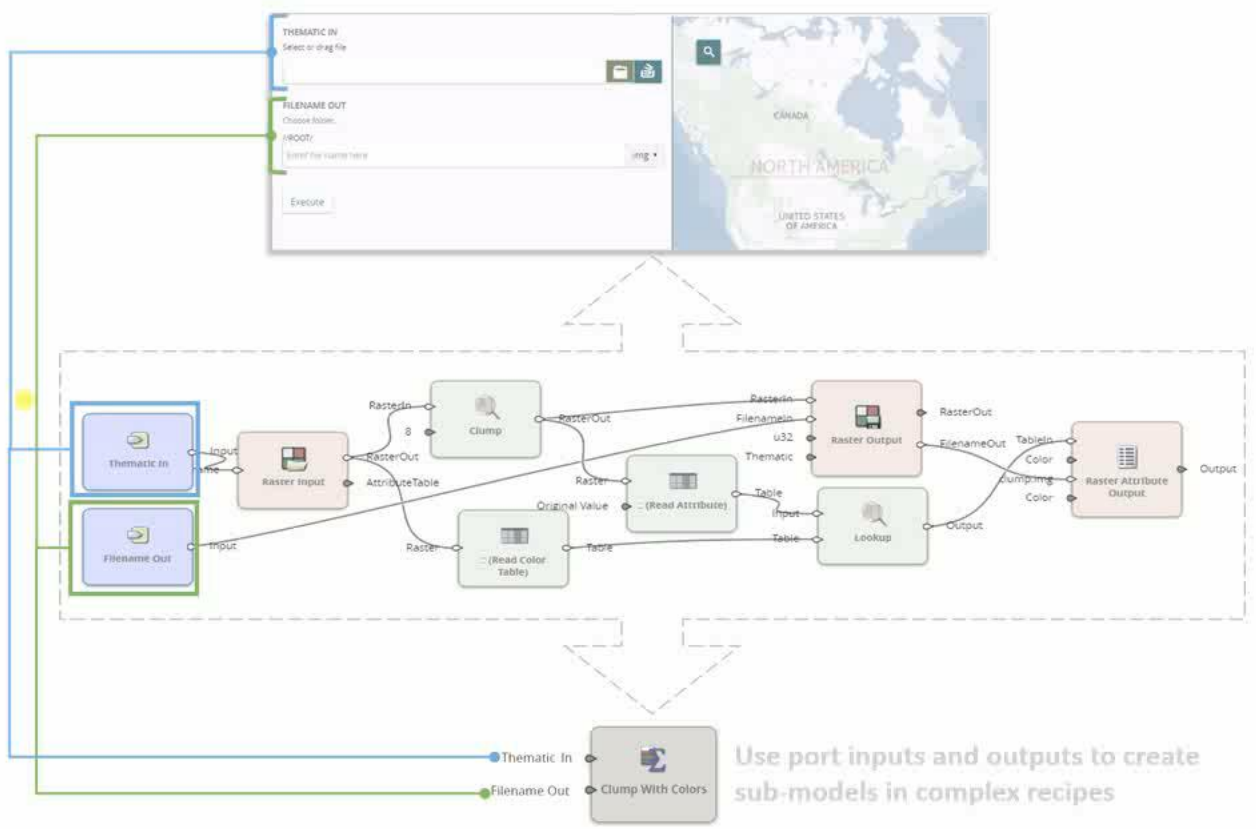 THEMATIC IN
Select or drag file
FILENAME OUT
Choose folder.
//ROOT/
Enter file name here
img
Execute
CANADA
NORTH AMERICA
UNITED STATES
OF AMERICA
Thematic In
Input
Filename Out
Input
Raster Input
RasterOut
AttributeTable
RasterIn
8
Clump
RasterOut
Raster
:: (Read Color
Table)
Table
Raster
Original Value
:: (Read Attribute)
Table
RasterIn
FilenameIn
u32
Thematic
Raster Output
RasterOut
FilenameOut
Input
Table
Lookup
Output
TableIn
Color
clump.img
Color
Raster Attribute
Output
Output
Thematic In
Filename Out
Clump With Colors
Use port inputs and outputs to create
sub-models in complex recipes